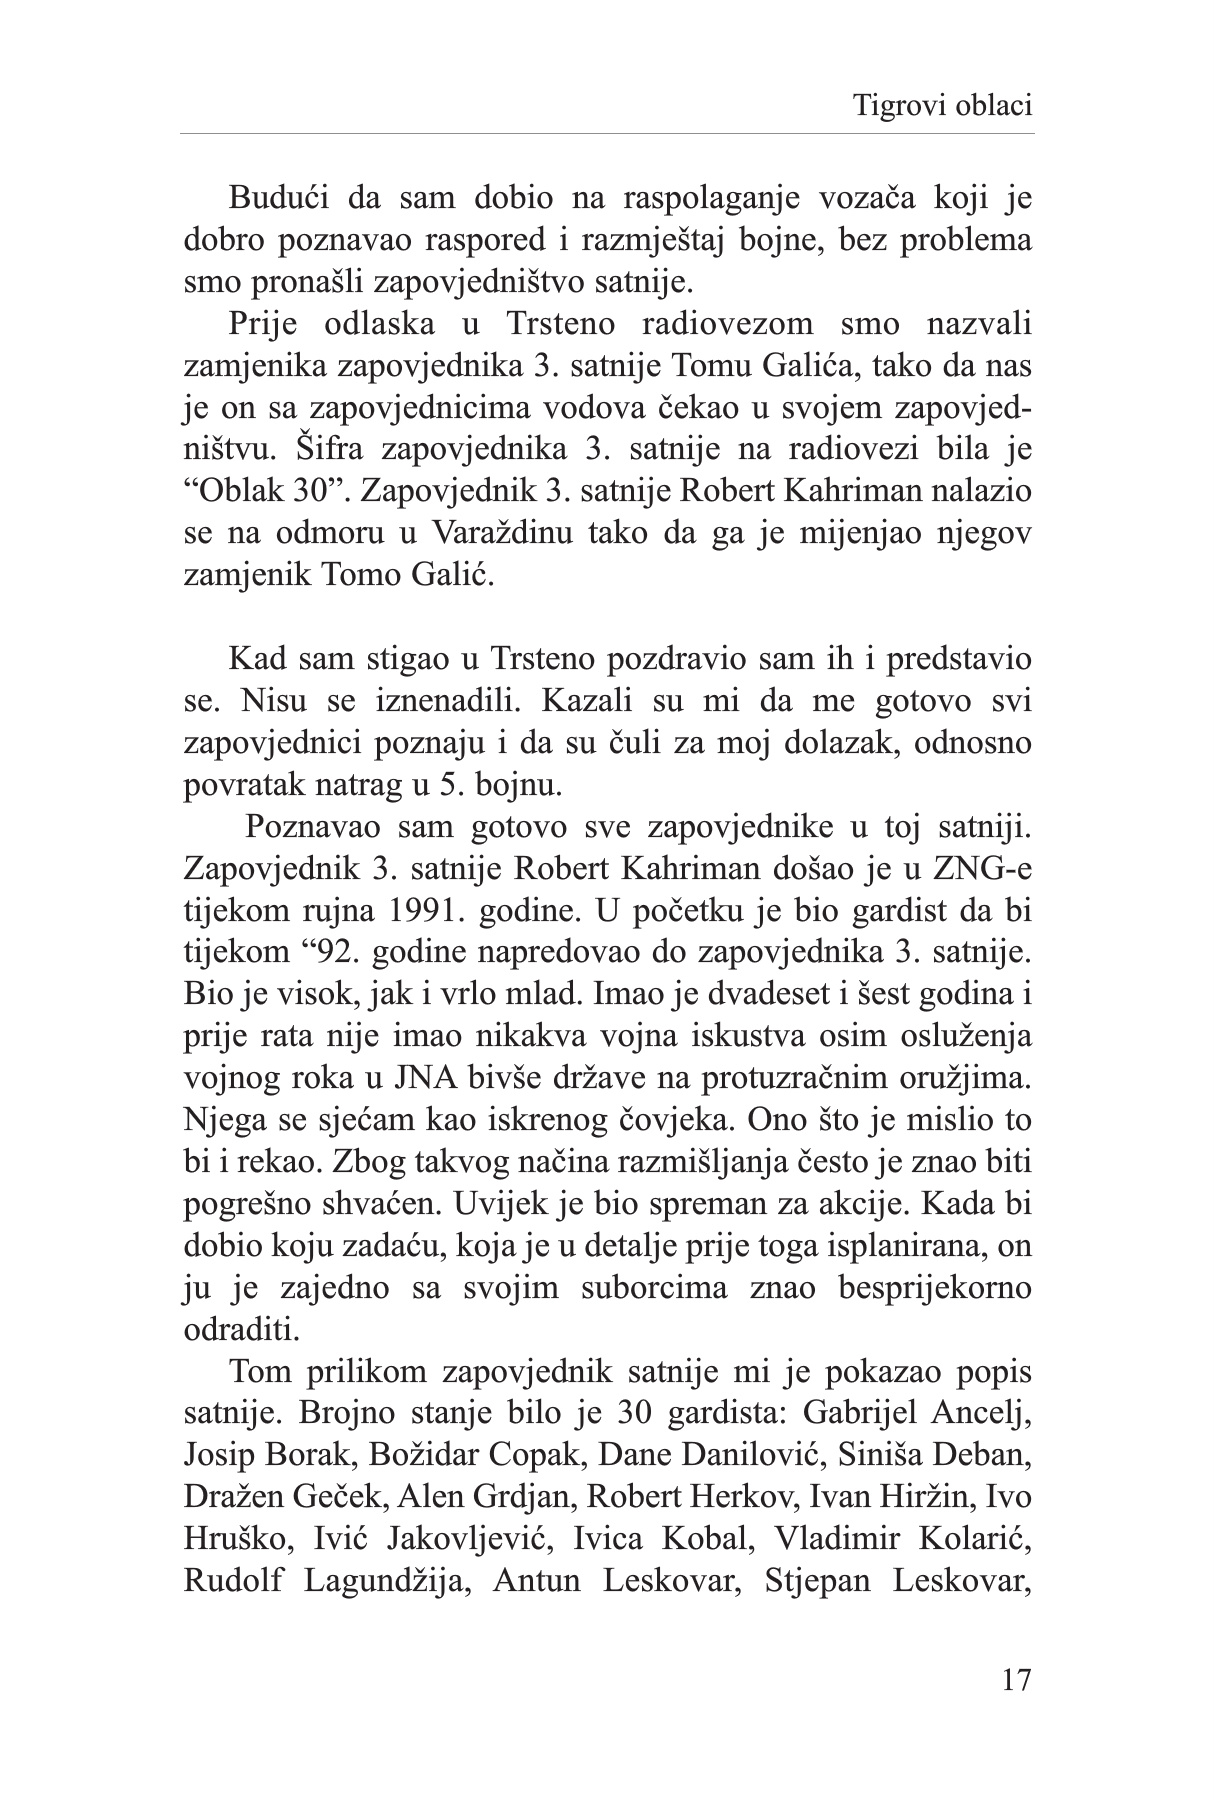 Tigrovi oblaci
Budući da sam dobio na raspolaganje vozača koji je
dobro poznavao raspored i razmještaj bojne, bez problema
smo pronašli zapovjedništvo satnije.
Prije odlaska u Trsteno radiovezom smo nazvali
zamjenika zapovjednika 3. satnije Tomu Galića, tako da nas
je on sa zapovjednicima vodova čekao u svojem zapovjed-
ništvu. Šifra zapovjednika 3. satnije na radiovezi bila je
“Oblak 30”. Zapovjednik 3. satnije Robert Kahriman nalazio
se na odmoru u Varaždinu tako da ga je mijenjao njegov
zamjenik Tomo Galić.
Kad sam stigao u Trsteno pozdravio sam ih i predstavio
se. Nisu se iznenadili. Kazali su mi da me gotovo svi
zapovjednici poznaju i da su čuli za moj dolazak, odnosno
povratak natrag u 5. bojnu.
Poznavao sam gotovo sve zapovjednike u toj satniji.
Zapovjednik 3. satnije Robert Kahriman došao je u ZNG-e
tijekom rujna 1991. godine. U početku je bio gardist da bi
tijekom “92. godine napredovao do zapovjednika 3. satnije.
Bio je visok, jak i vrlo mlad. Imao je dvadeset i šest godina i
prije rata nije imao nikakva vojna iskustva osim osluženja
vojnog roka u JNA bivše države na protuzračnim oružjima.
Njega se sjećam kao iskrenog čovjeka. Ono što je mislio to
bi i rekao. Zbog takvog načina razmišljanja često je znao biti
pogrešno shvaćen. Uvijek je bio spreman za akcije. Kada bi
dobio koju zadaću, koja je u detalje prije toga isplanirana, on
ju je zajedno sa svojim suborcima znao besprijekorno
odraditi.
Tom prilikom zapovjednik satnije mi je pokazao popis
satnije. Brojno stanje bilo je 30 gardista: Gabrijel Ancelj,
Josip Borak, Božidar Copak, Dane Danilović, Siniša Deban,
Dražen Geček, Alen Grdjan, Robert Herkov, Ivan Hiržin, Ivo
Hruško, Ivić Jakovljević, Ivica Kobal, Vladimir Kolarić,
Rudolf Lagundžija, Antun Leskovar, Stjepan Leskovar,
17